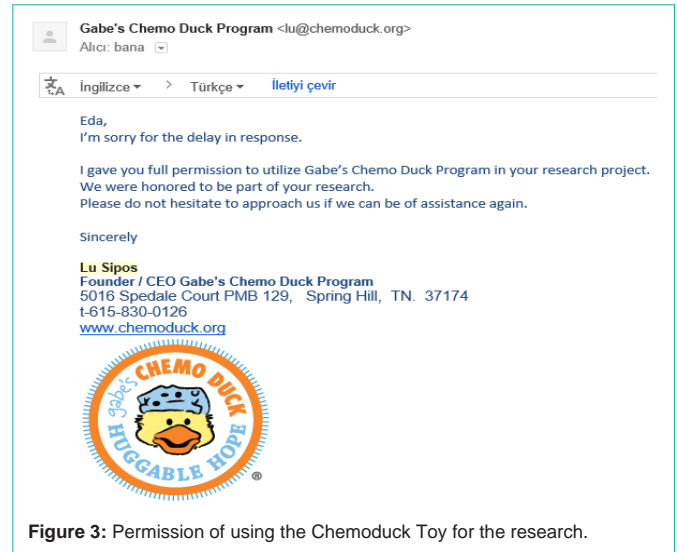 Gabe's Chemo Duck Program <lu@chemoduck.org>
Alıcı: bana
İngilizce > Türkçe İletiyi çevir
Eda,
I'm sorry for the delay in response.
I gave you full permission to utilize Gabe's Chemo Duck Program in your research project.
We were honored to be part of your research.
Please do not hesitate to approach us if we can be of assistance again.
Sincerely
Lu Sipos
Founder / CEO Gabe's Chemo Duck Program
5016 Spedale Court PMB 129, Spring Hill, TN. 37174
t-615-830-0126
www.chemoduck.org
gabe's CHEMO DUCK
HUGGABLE HOPE
®
Figure 3: Permission of using the Chemoduck Toy for the research.